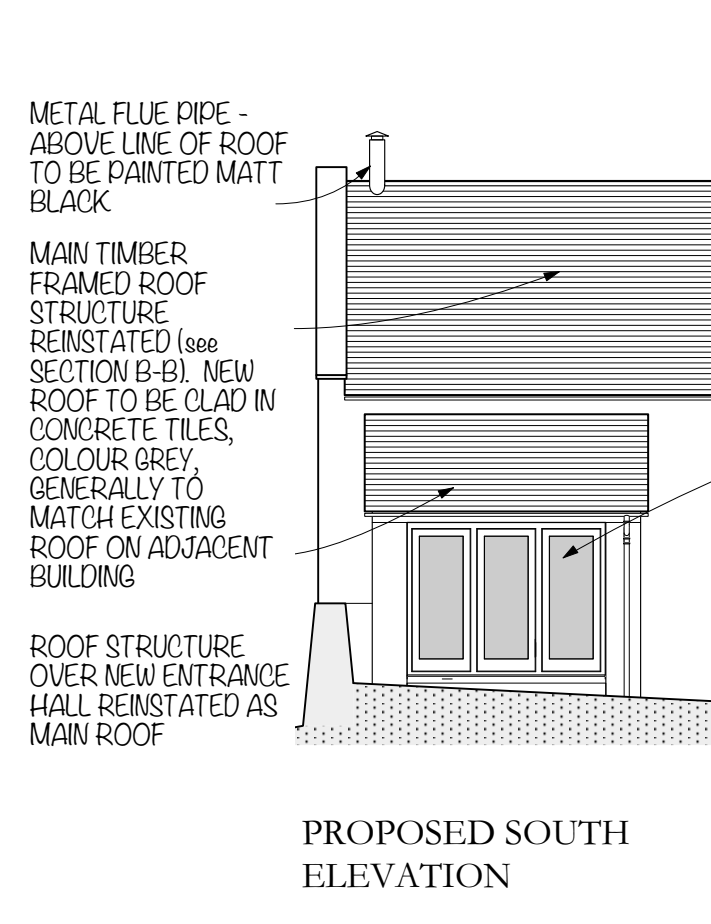 METAL FLUE PIPE -
ABOVE LINE OF ROOF
TO BE PAINTED MATT
BLACK
MAIN TIMBER
FRAMED ROOF
STRUCTURE
REINSTATED (see
SECTION B-B). NEW
ROOF TO BE CLAD IN
CONCRETE TILES,
COLOUR GREY,
GENERALLY TO
MATCH EXISTING
ROOF ON ADJACENT
BUILDING
ROOF STRUCTURE
OVER NEW ENTRANCE
HALL REINSTATED AS
MAIN ROOF
PROPOSED SOUTH
ELEVATION